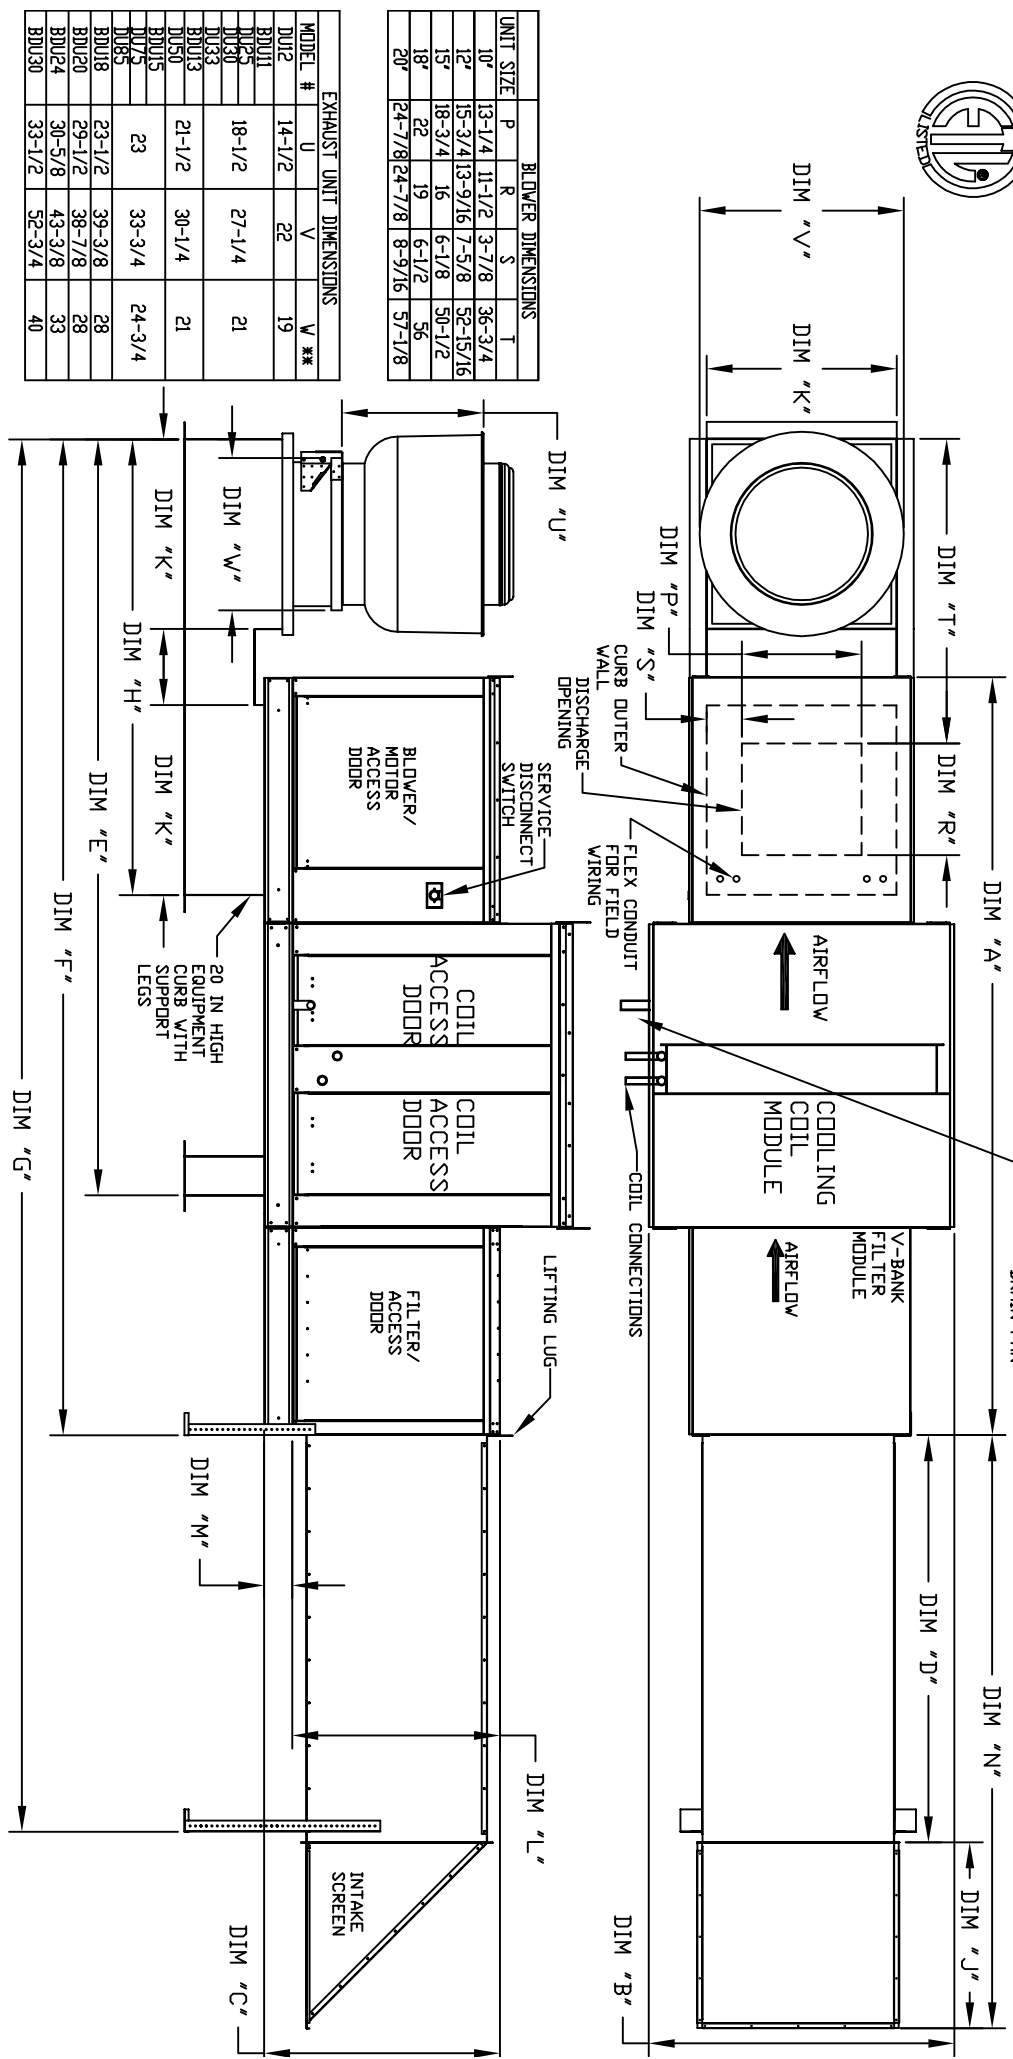 LISTED
BLOWER DIMENSIONS
UNIT SIZE P R S T
10" 13-1/4 11-1/2 3-7/8 36-3/4
12" 15-3/4 13-9/16 7-5/8 52-15/16
15" 18-3/4 16 6-1/8 50-1/2
18" 22 19 6-1/2 56
20" 24-7/8 24-7/8 8-9/16 57-1/8
EXHAUST UNIT DIMENSIONS
MODEL # U V W **
DU12 14-1/2 22 19
BDU11
DU25
DU30 18-1/2 27-1/4 21
DU33
BDU13
DU50 21-1/2 30-1/4 21
BDU15
DU75 23 33-3/4 24-3/4
DU85
BDU18 23-1/2 39-3/8 28
BDU20 29-1/2 38-7/8 28
BDU24 30-5/8 43-3/8 33
BDU30 33-1/2 52-3/4 40
DIM "V"
DIM "K"
DIM "T"
DIM "R"
DIM "A"
DIM "N"
DIM "D"
DIM "J"
DIM "B"
DIM "P"
DIM "S"
CURB OUTER
WALL
DISCHARGE
OPENING
FLEX CONDUIT
FOR FIELD
WIRING
AIRFLOW
COOLING
COIL
MODULE
COIL CONNECTIONS
V-BANK
FILTER
MODULE
AIRFLOW
DIM "U"
SERVICE
DISCONNECT
SWITCH
BLOWER/
MOTOR
ACCESS
DOOR
COIL
ACCESS
DOOR
COIL
ACCESS
DOOR
FILTER/
ACCESS
DOOR
LIFTING LUG
INTAKE
SCREEN
DIM "L"
DIM "C"
DIM "M"
DIM "W"
DIM "K"
DIM "K"
DIM "H"
20 IN HIGH
EQUIPMENT
CURB WITH
SUPPORT
LEGS
DIM "E"
DIM "F"
DIM "G"